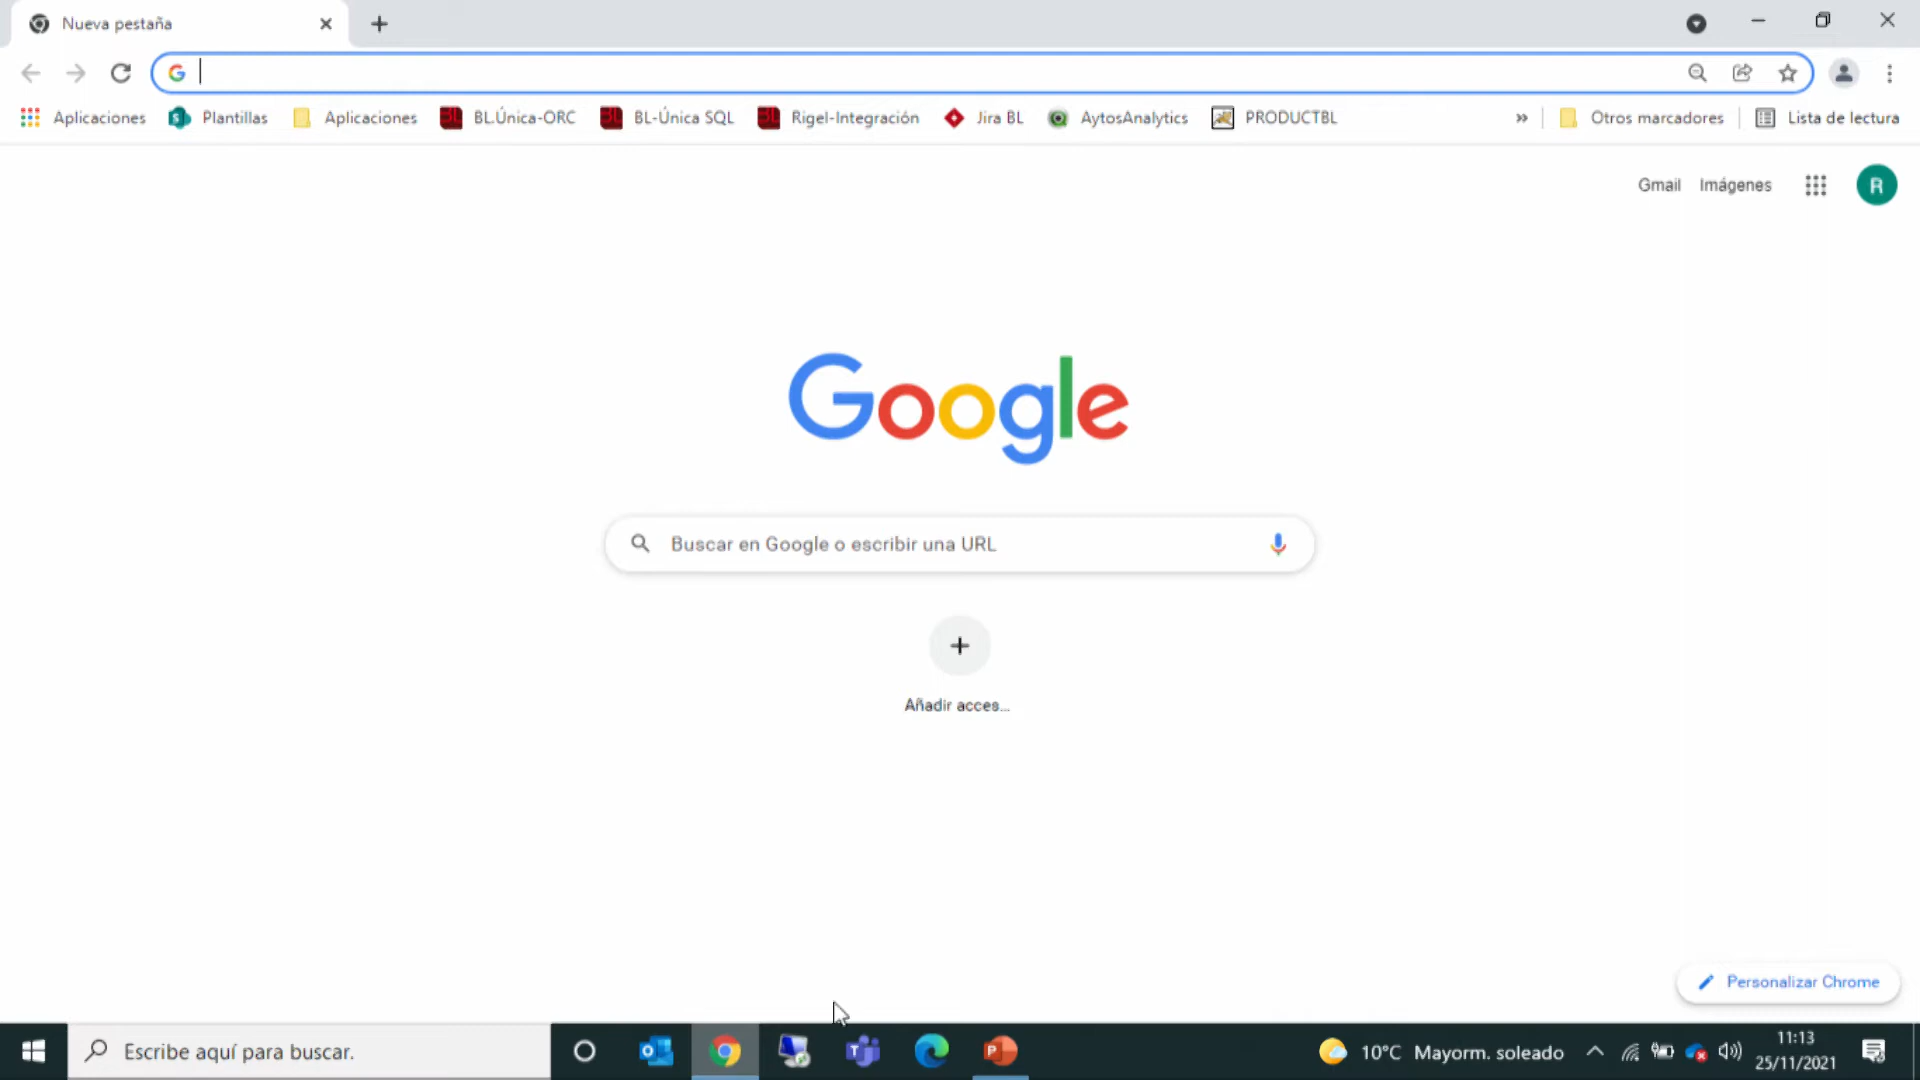 Nueva pestaña
Aplicaciones
Plantillas
Aplicaciones
BL.Única-ORC
BL-Única SQL
Rigel-Integración
Jira BL
AytosAnalytics
PRODUCTBL
»
Otros marcadores
Lista de lectura
Gmail
Imágenes
R
Google
Buscar en Google o escribir una URL
Añadir acces...
Personalizar Chrome
Escribe aquí para buscar.
10°C Mayorm. soleado
11:13
25/11/2021